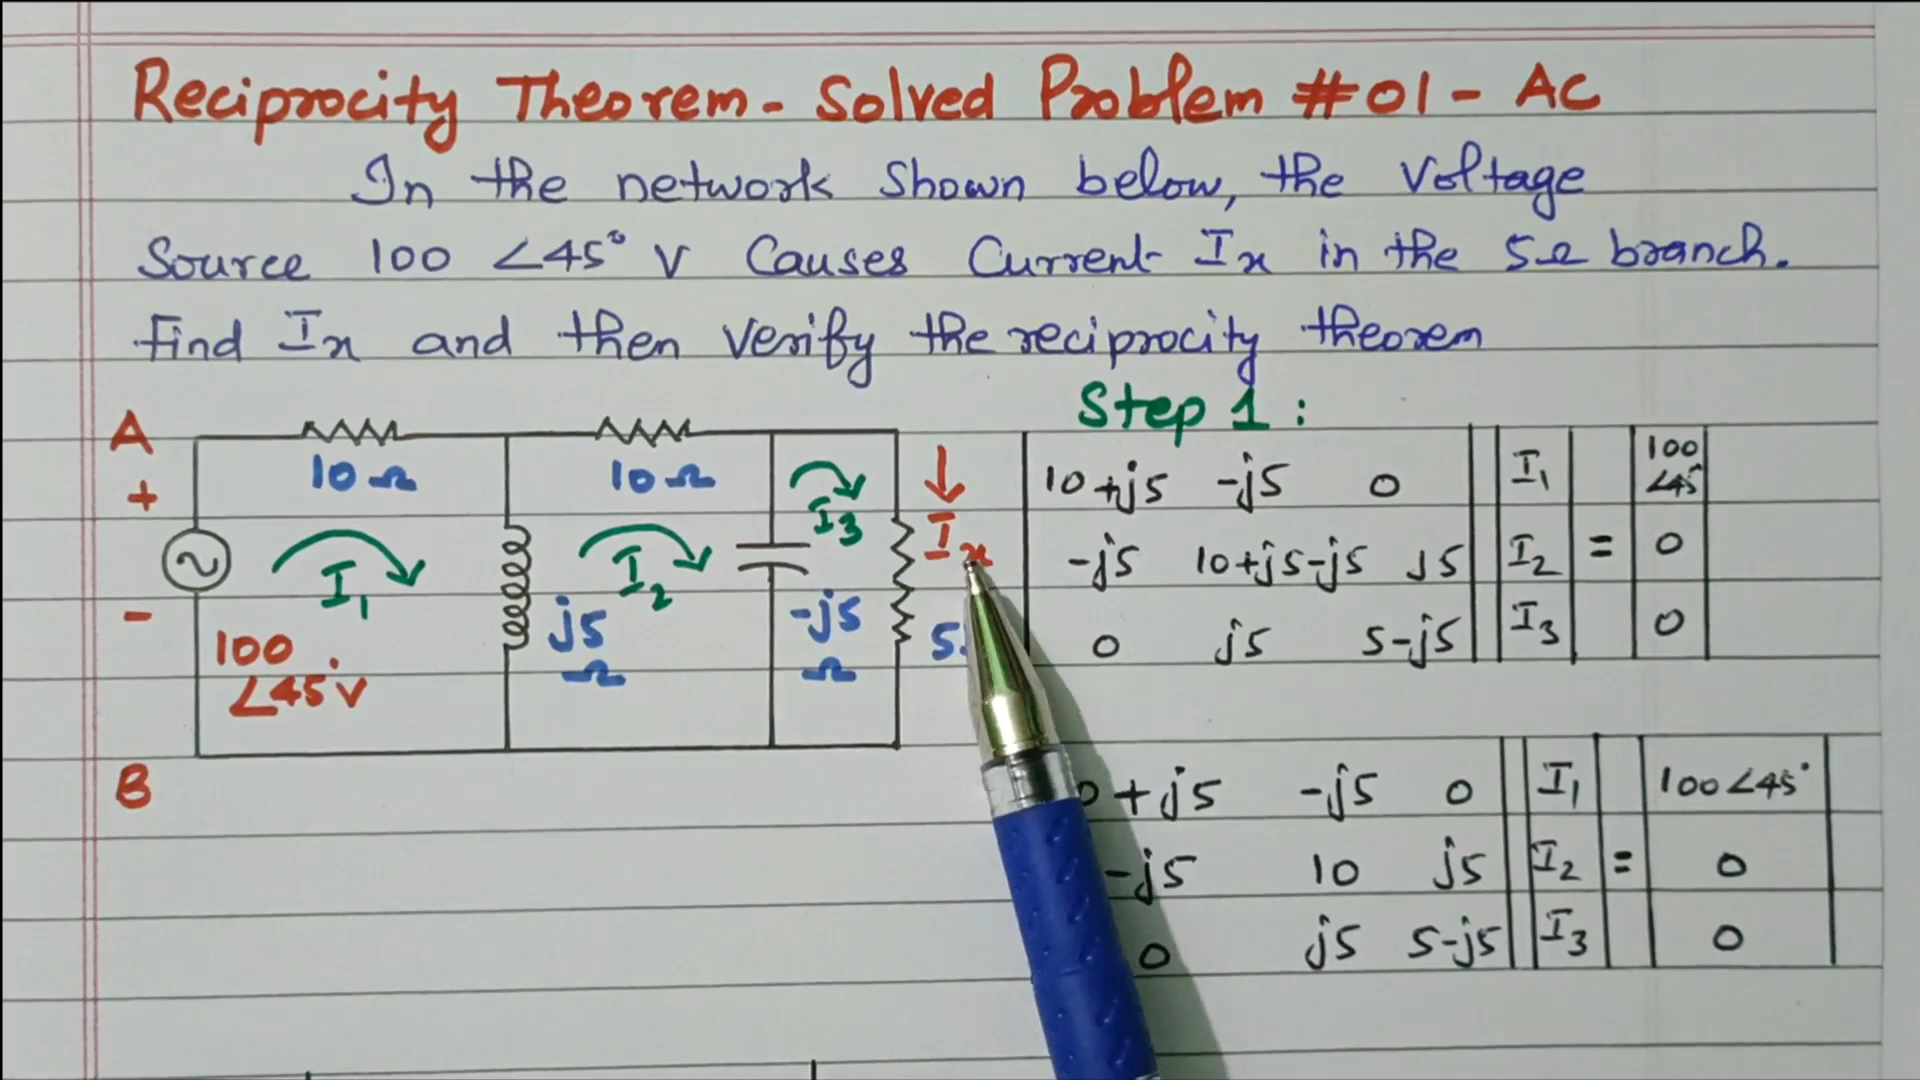 Reciprocity Theorem - Solved Problem #01 - AC
In the network shown below, the Voltage
Source 100 ∠45° V Causes Current Ix in the 5Ω branch.
find Ix and then verify the reciprocity theorem
Step 1 :
A
10Ω
10Ω
+
I3
Ix
I1
I2
j5
Ω
-j5
Ω
5
-
100
∠45° V
B
10+j5 -j5 0 I1 100 ∠45°
-j5 10+j5-j5 j5 I2 = 0
0 j5 5-j5 I3 0
0+j5 -j5 0 I1 100∠45°
-j5 10 j5 I2 = 0
0 j5 5-j5 I3 0